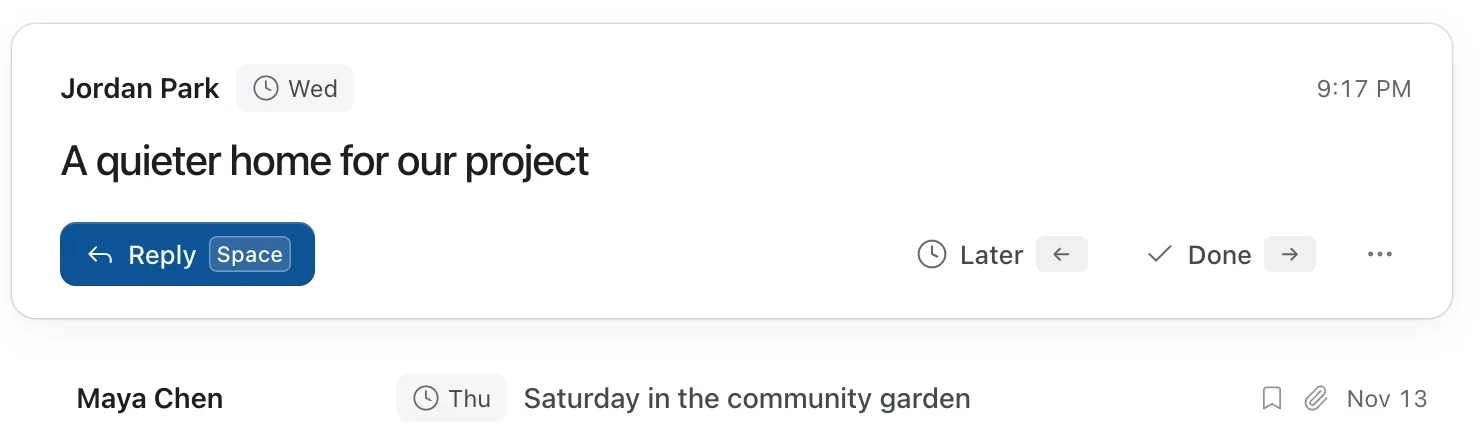 Jordan Park Wed 9:17 PM
A quieter home for our project
Reply Space Later ← Done → ···
Maya Chen Thu Saturday in the community garden Nov 13